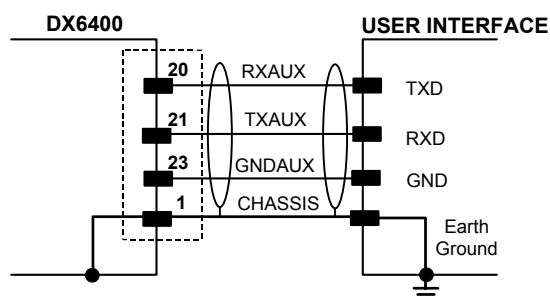 DX6400
USER INTERFACE
20 RXAUX TXD
21 TXAUX RXD
23 GNDAUX GND
1 CHASSIS
Earth
Ground